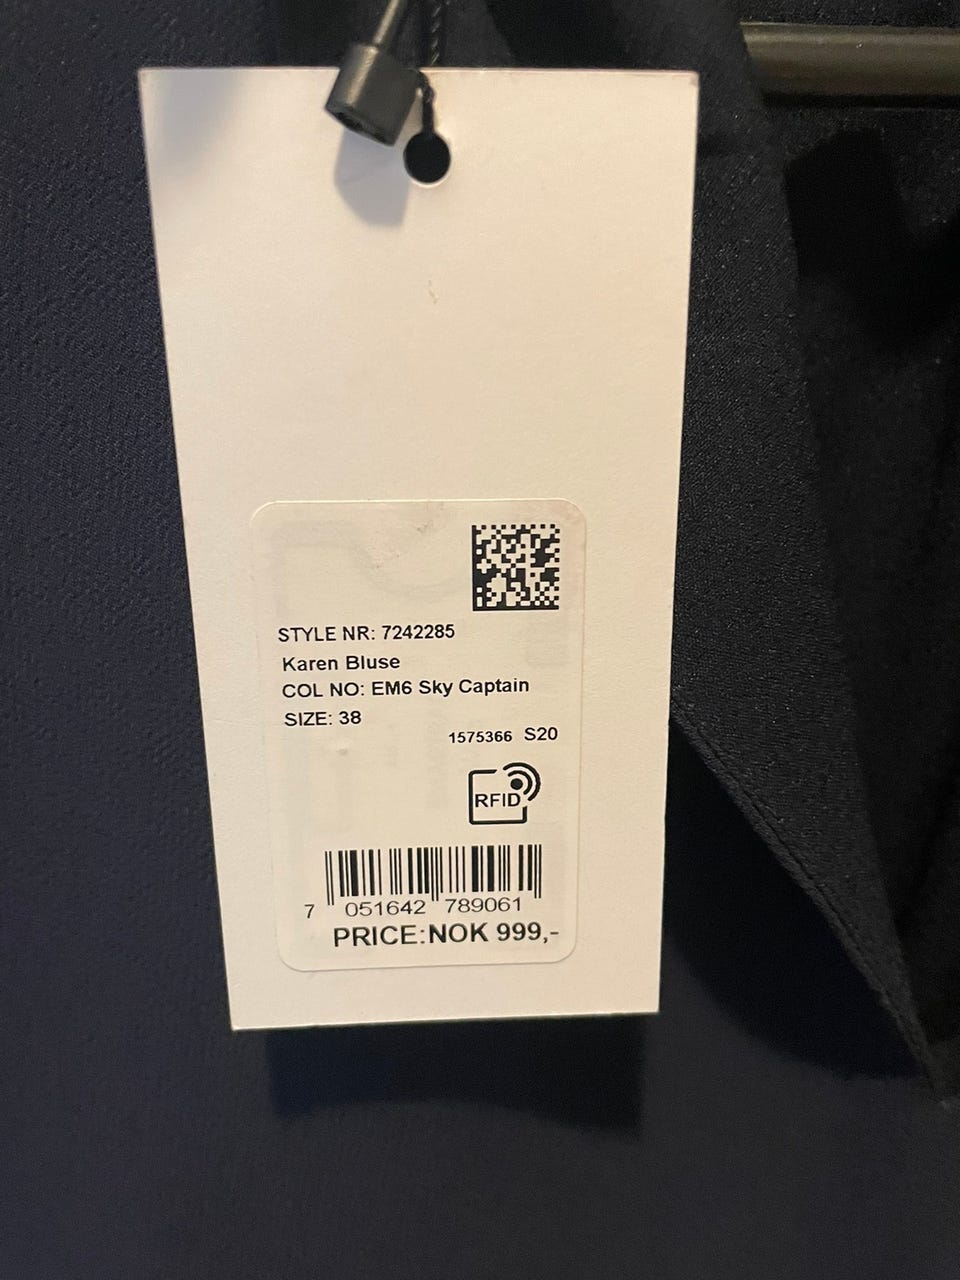 STYLE NR: 7242285
Karen Bluse
COL NO: EM6 Sky Captain
SIZE: 38
1575366 S20
RFID
7 051642 789061
PRICE:NOK 999,-